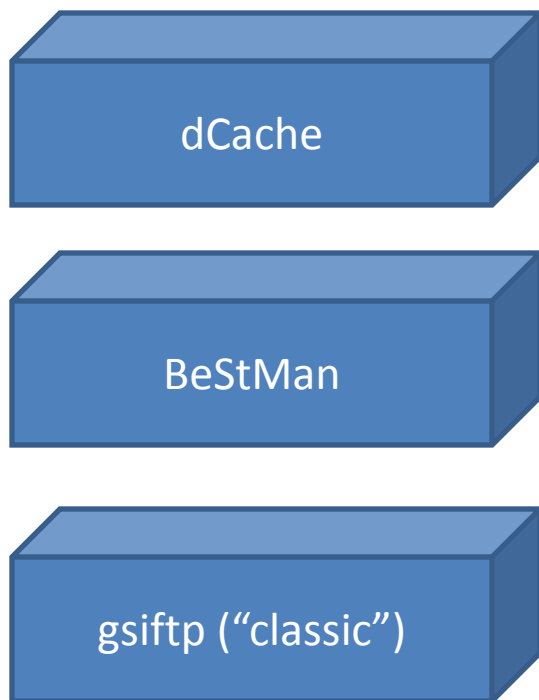 dCache
BeStMan
gsiftp (“classic”)